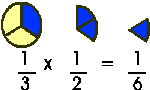 1/3 x 1/2 = 1/6